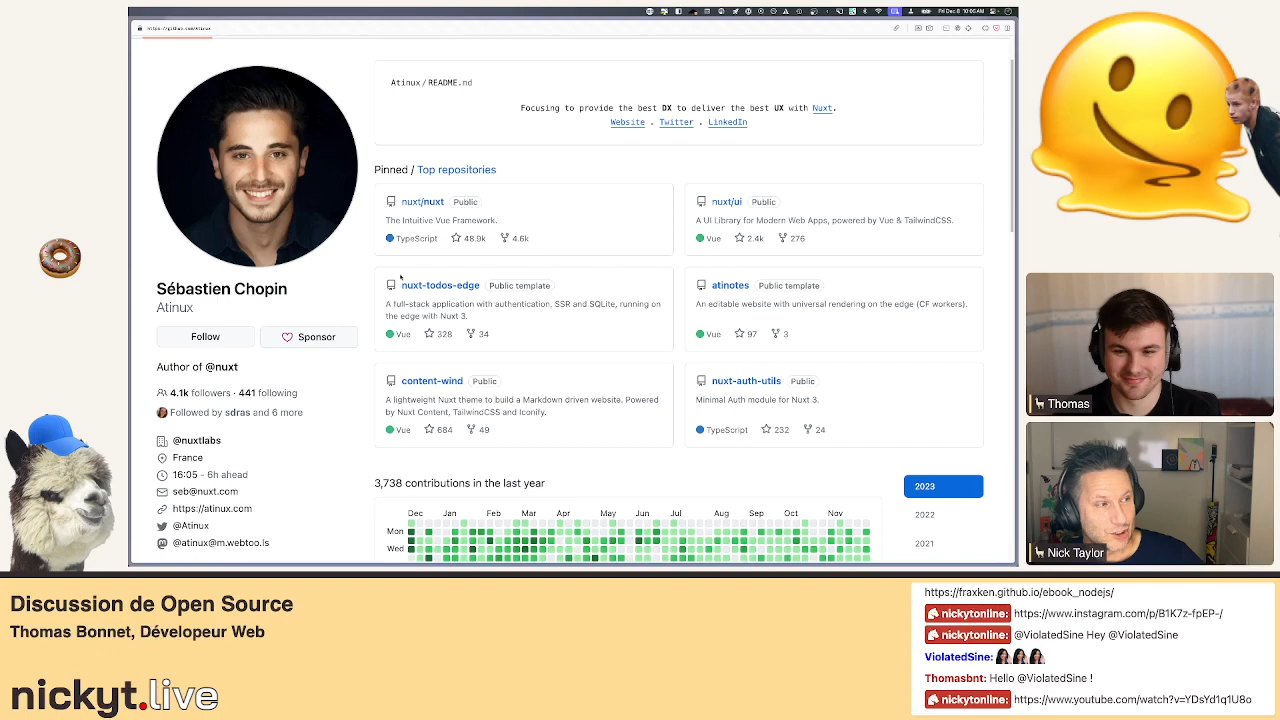 Fri Dec 8 10:05 AM
https://github.com/Atinux
Atinux / README.md
Focusing to provide the best DX to deliver the best UX with Nuxt.
Website . Twitter . LinkedIn
Pinned / Top repositories
nuxt/nuxt Public
The Intuitive Vue Framework.
TypeScript 48.9k 4.6k
nuxt/ui Public
A UI Library for Modern Web Apps, powered by Vue & TailwindCSS.
Vue 2.4k 276
nuxt-todos-edge Public template
A full-stack application with authentication, SSR and SQLite, running on
the edge with Nuxt 3.
Vue 328 34
atinotes Public template
An editable website with universal rendering on the edge (CF workers).
Vue 97 3
content-wind Public
A lightweight Nuxt theme to build a Markdown driven website. Powered
by Nuxt Content, TailwindCSS and Iconify.
Vue 684 49
nuxt-auth-utils Public
Minimal Auth module for Nuxt 3.
TypeScript 232 24
Sébastien Chopin
Atinux
Follow Sponsor
Author of @nuxt
4.1k followers · 441 following
Followed by sdras and 6 more
@nuxtlabs
France
16:05 - 6h ahead
seb@nuxt.com
https://atinux.com
@Atinux
@atinux@m.webtoo.ls
3,738 contributions in the last year
Dec Jan Feb Mar Apr May Jun Jul Aug Sep Oct Nov
Mon
Wed
2023
2022
2021
Thomas
Nick Taylor
Discussion de Open Source
Thomas Bonnet, Dévelopeur Web
nickyt.live
https://fraxken.github.io/ebook_nodejs/
nickytonline: https://www.instagram.com/p/B1K7z-fpEP-/
nickytonline: @ViolatedSine Hey @ViolatedSine
ViolatedSine:
Thomasbnt: Hello @ViolatedSine !
nickytonline: https://www.youtube.com/watch?v=YDsYd1q1U8o